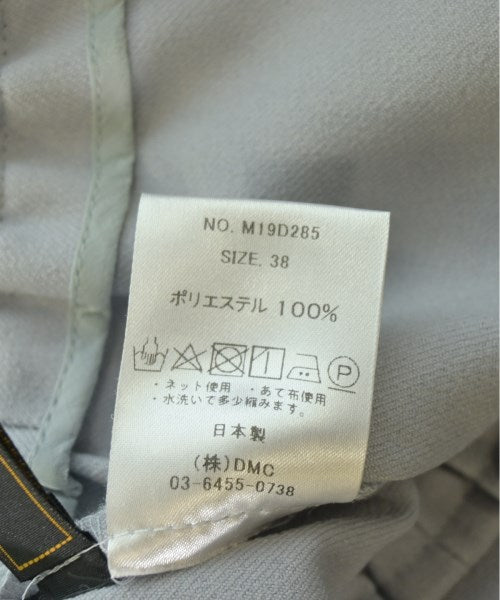 NO. M19D285
SIZE. 38
ポリエステル 100%
P
・ネット使用 ・あて布使用
・水洗いで多少縮みます。
日本製
(株)DMC
03-6455-0738